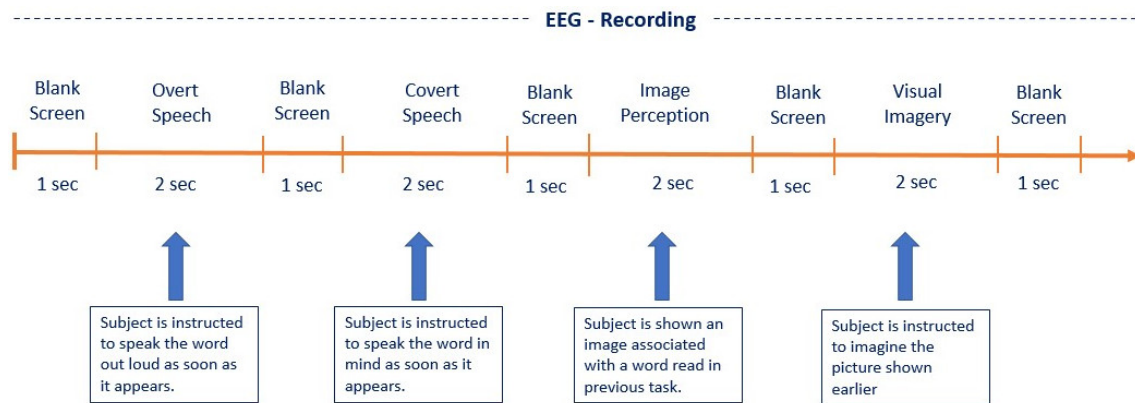 EEG - Recording
Blank
Screen
Overt
Speech
Blank
Screen
Covert
Speech
Blank
Screen
Image
Perception
Blank
Screen
Visual
Imagery
Blank
Screen
1 sec
2 sec
1 sec
2 sec
1 sec
2 sec
1 sec
2 sec
1 sec
Subject is instructed
to speak the word
out loud as soon as
it appears.
Subject is instructed
to speak the word in
mind as soon as it
appears.
Subject is shown an
image associated
with a word read in
previous task.
Subject is instructed
to imagine the
picture shown
earlier